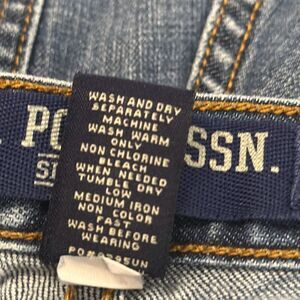 WASH AND DRY
SEPARATELY
MACHINE
WASH WARM
ONLY
NON CHLORINE
BLEACH
WHEN NEEDED
TUMBLE DRY
LOW
MEDIUM IRON
NON COLOR
FAST
WASH BEFORE
WEARING
PO SSN.